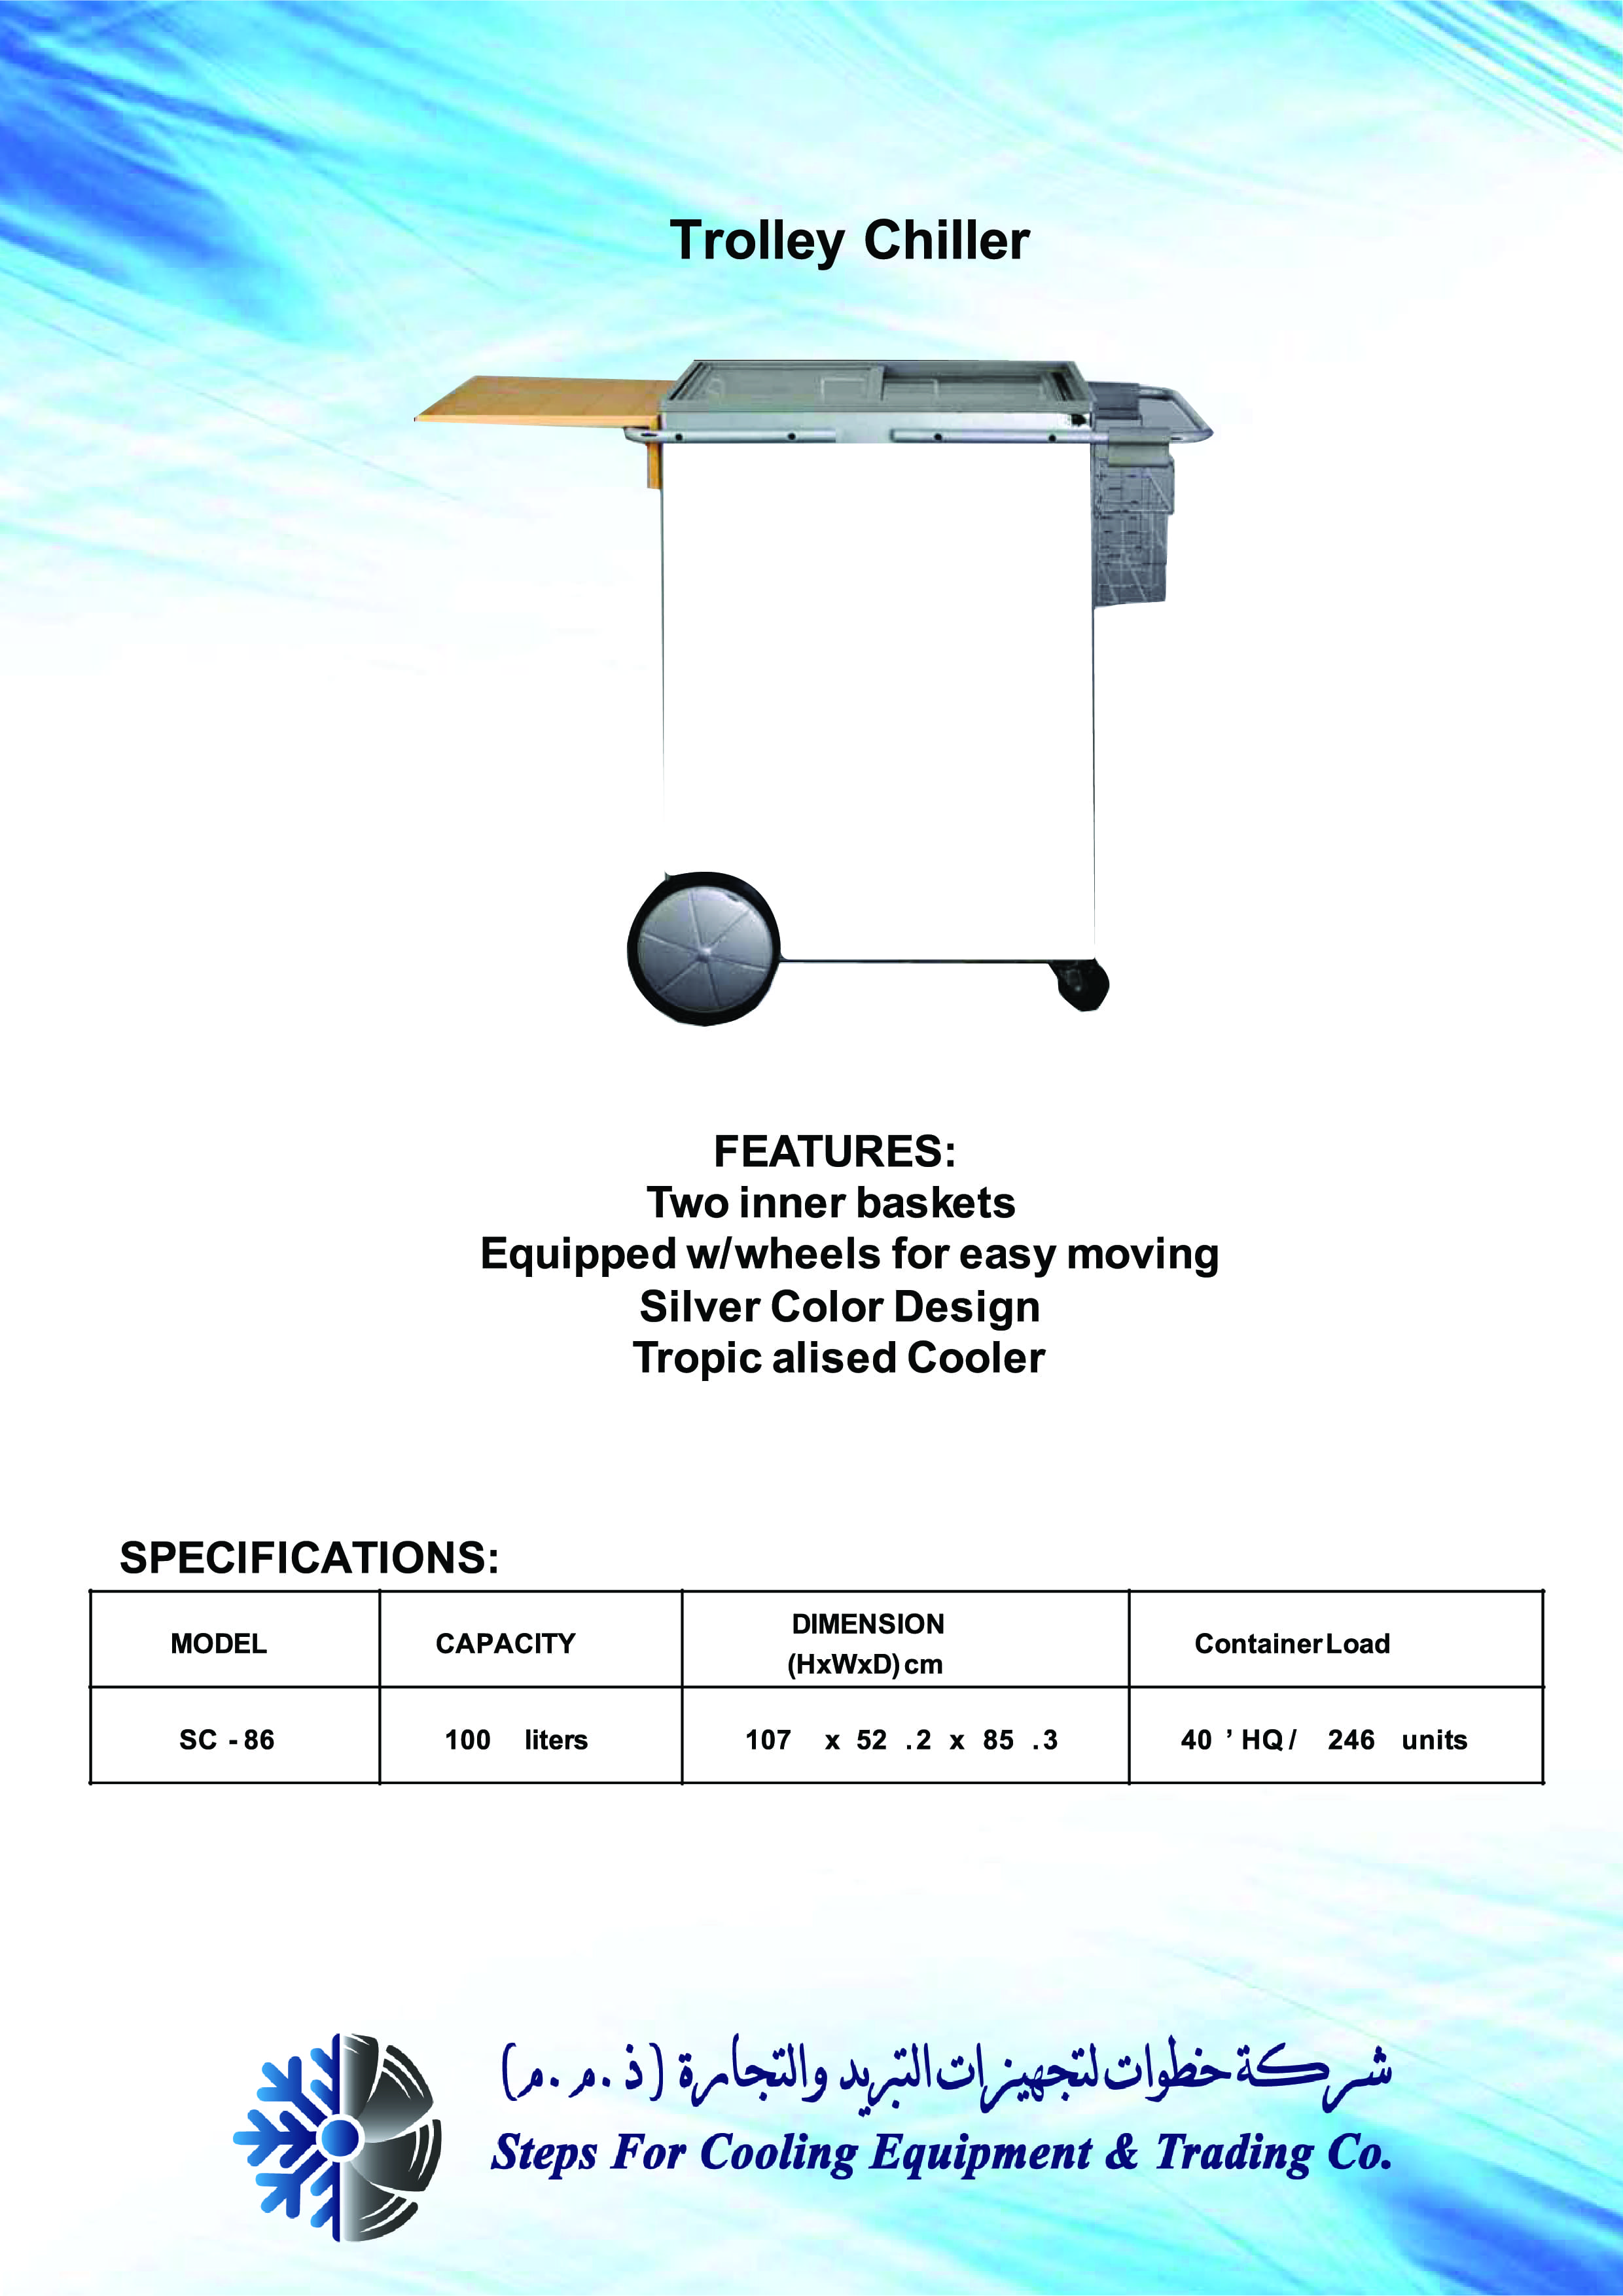 Trolley Chiller
FEATURES:
Two inner baskets
Equipped w/wheels for easy moving
Silver Color Design
Tropic alised Cooler
SPECIFICATIONS:
MODEL CAPACITY DIMENSION (HxWxD) cm Container Load
SC - 86 100 liters 107 x 52 .2 x 85 .3 40 ’ HQ / 246 units
شركة خطوات لتجهيزات التبريد والتجارة (ذ.م.م)
Steps For Cooling Equipment & Trading Co.